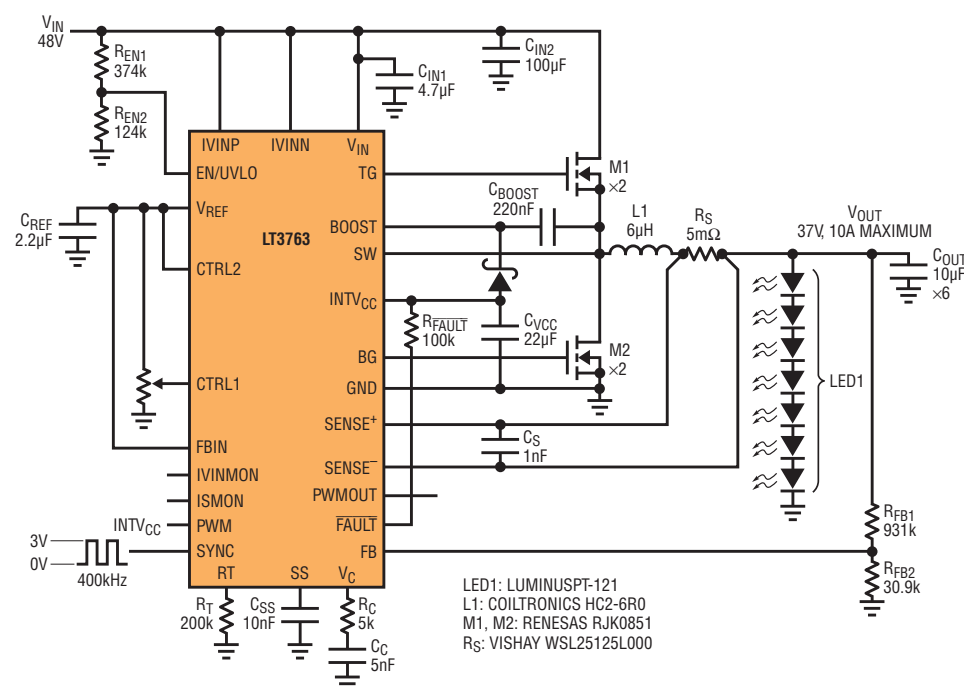 VIN
48V
REN1
374k
REN2
124k
CIN1
4.7µF
CIN2
100µF
IVINP
IVINN
VIN
EN/UVLO
TG
M1
×2
VREF
CREF
2.2µF
BOOST
CBOOST
220nF
LT3763
SW
L1
6µH
RS
5mΩ
VOUT
37V, 10A MAXIMUM
COUT
10µF
×6
CTRL2
INTVCC
RFAULT
100k
CVCC
22µF
BG
M2
×2
CTRL1
GND
LED1
SENSE+
CS
1nF
FBIN
SENSE–
IVINMON
ISMON
PWMOUT
INTVCC
PWM
FAULT
RFB1
931k
3V
0V
400kHz
SYNC
FB
RFB2
30.9k
RT
SS
VC
RT
200k
CSS
10nF
RC
5k
CC
5nF
LED1: LUMINUSPT-121
L1: COILTRONICS HC2-6R0
M1, M2: RENESAS RJK0851
RS: VISHAY WSL25125L000